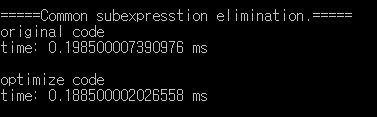 =====Common subexpresstion elimination.=====
original code
time: 0.198500007390976 ms
optimize code
time: 0.188500002026558 ms